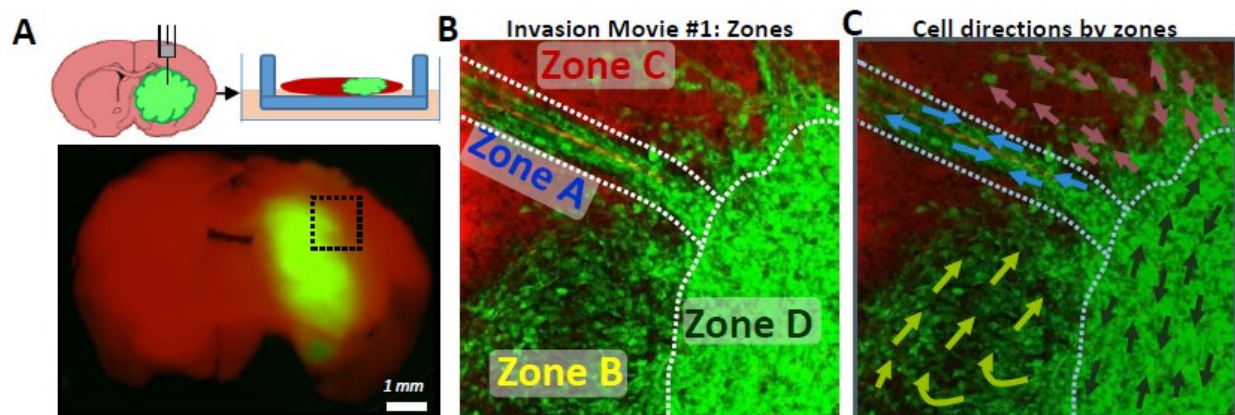 A
B
Invasion Movie #1: Zones
C
Cell directions by zones
Zone C
Zone A
Zone D
Zone B
1 mm